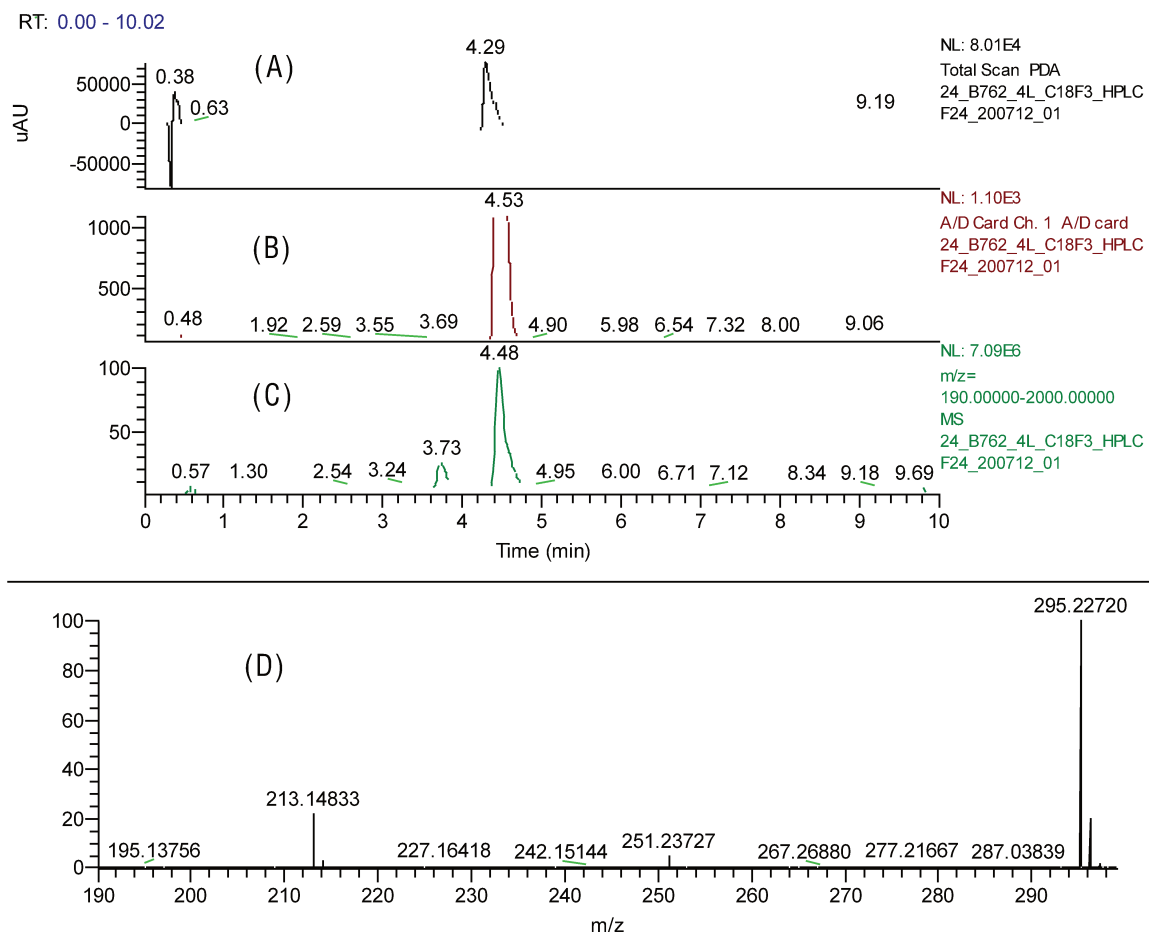 RT: 0.00 - 10.02
(A)
uAU
50000
0
-50000
0.38
0.63
4.29
9.19
NL: 8.01E4
Total Scan PDA
24_B762_4L_C18F3_HPLC
F24_200712_01
(B)
1000
500
0.48
1.92
2.59
3.55
3.69
4.53
4.90
5.98
6.54
7.32
8.00
9.06
NL: 1.10E3
A/D Card Ch. 1 A/D card
24_B762_4L_C18F3_HPLC
F24_200712_01
(C)
100
50
0.57
1.30
2.54
3.24
3.73
4.48
4.95
6.00
6.71
7.12
8.34
9.18
9.69
NL: 7.09E6
m/z=
190.00000-2000.00000
MS
24_B762_4L_C18F3_HPLC
F24_200712_01
0 1 2 3 4 5 6 7 8 9 10
Time (min)
(D)
100
80
60
40
20
0
195.13756
213.14833
227.16418
242.15144
251.23727
267.26880
277.21667
287.03839
295.22720
190 200 210 220 230 240 250 260 270 280 290
m/z